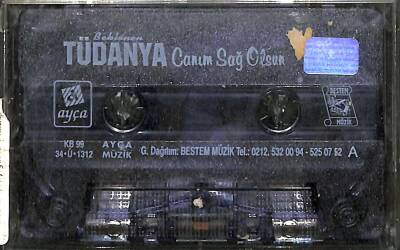 Beklenen
TÜDANYA Canım Sağ Olsun
ayça
BESTEM
MÜZİK
KB 99 AYÇA
34·Ü·1312 MÜZİK
G. Dağıtım: BESTEM MÜZİK Tel.: 0212. 532 00 94 - 525 07 52 A